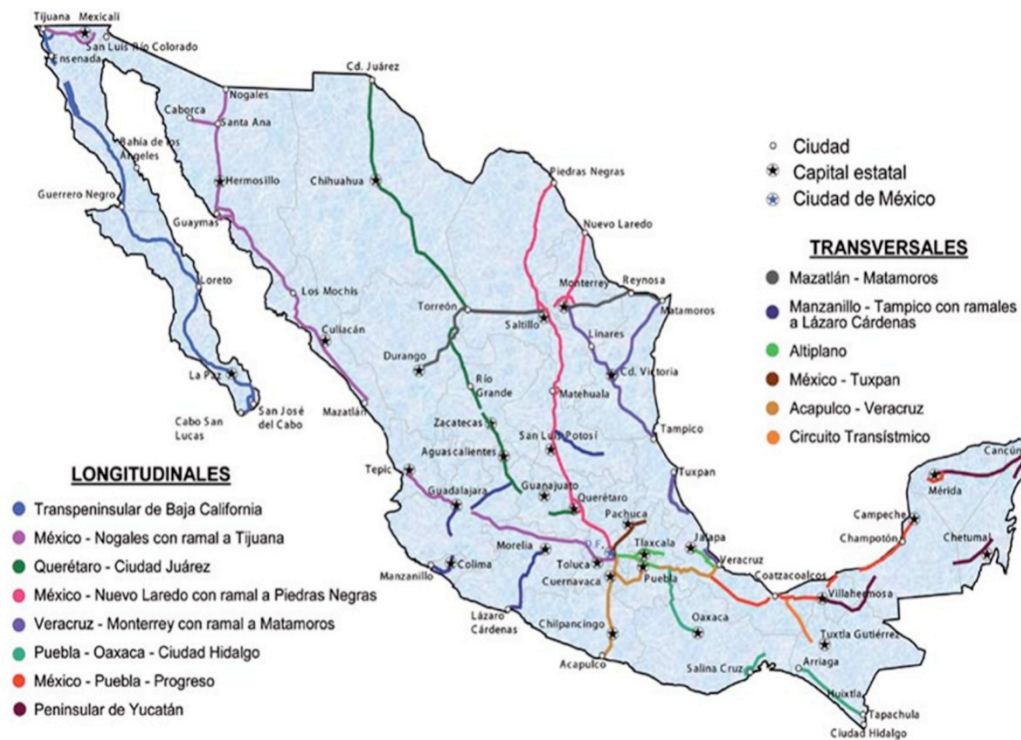 Tijuana
Mexicali
San Luis Río Colorado
Ensenada
Cd. Juárez
Nogales
Caborca
Santa Ana
Bahía de los
Ángeles
Hermosillo
Chihuahua
Piedras Negras
Guerrero Negro
Guaymas
Nuevo Laredo
Loreto
Los Mochis
Monterrey
Reynosa
Torreón
Saltillo
Matamoros
Culiacán
Linares
Durango
La Paz
Cd. Victoria
Río
Grande
Matehuala
Cabo San
Lucas
San José
del Cabo
Mazatlán
Zacatecas
San Luis Potosí
Tampico
Aguascalientes
Tepic
Tuxpan
Guadalajara
Guanajuato
Querétaro
Pachuca
Cancún
Mérida
Campeche
Morelia
D.F.
Tlaxcala
Jalapa
Champotón
Chetumal
Manzanillo
Colima
Toluca
Veracruz
Cuernavaca
Puebla
Coatzacoalcos
Villahermosa
Lázaro
Cárdenas
Chilpancingo
Oaxaca
Tuxtla Gutiérrez
Acapulco
Salina Cruz
Arriaga
Huixtla
Tapachula
Ciudad Hidalgo
Ciudad
Capital estatal
Ciudad de México
TRANSVERSALES
Mazatlán - Matamoros
Manzanillo - Tampico con ramales
a Lázaro Cárdenas
Altiplano
México - Tuxpan
Acapulco - Veracruz
Circuito Transístmico
LONGITUDINALES
Transpeninsular de Baja California
México - Nogales con ramal a Tijuana
Querétaro - Ciudad Juárez
México - Nuevo Laredo con ramal a Piedras Negras
Veracruz - Monterrey con ramal a Matamoros
Puebla - Oaxaca - Ciudad Hidalgo
México - Puebla - Progreso
Peninsular de Yucatán